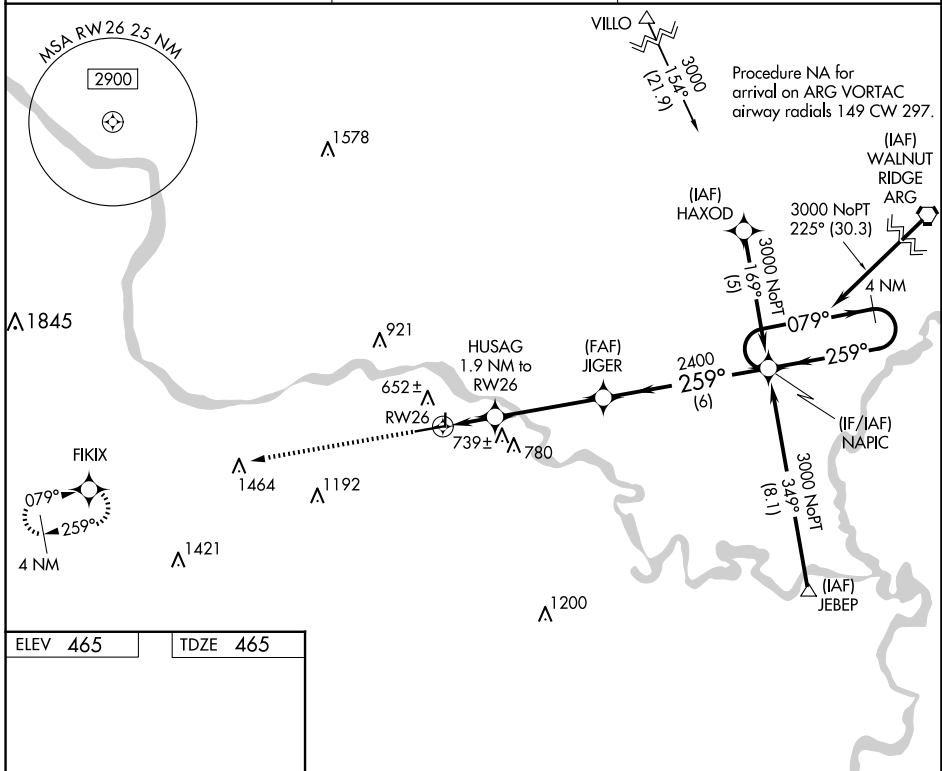 MSA RW 26 25 NM
2900
VILLO
3000
154°
(21.9)
Procedure NA for
arrival on ARG VORTAC
airway radials 149 CW 297.
1578
(IAF)
WALNUT
RIDGE
ARG
(IAF)
HAXOD
3000 NoPT
225° (30.3)
3000 NoPT
169°
(5)
4 NM
079°
259°
1845
921
HUSAG
1.9 NM to
RW26
(FAF)
JIGER
2400
259°
(6)
652±
RW26
739±
780
(IF/IAF)
NAPIC
FIKIX
079°
259°
4 NM
1464
1192
1421
3000 NoPT
349°
(8.1)
(IAF)
JEBEP
1200
ELEV 465
TDZE 465